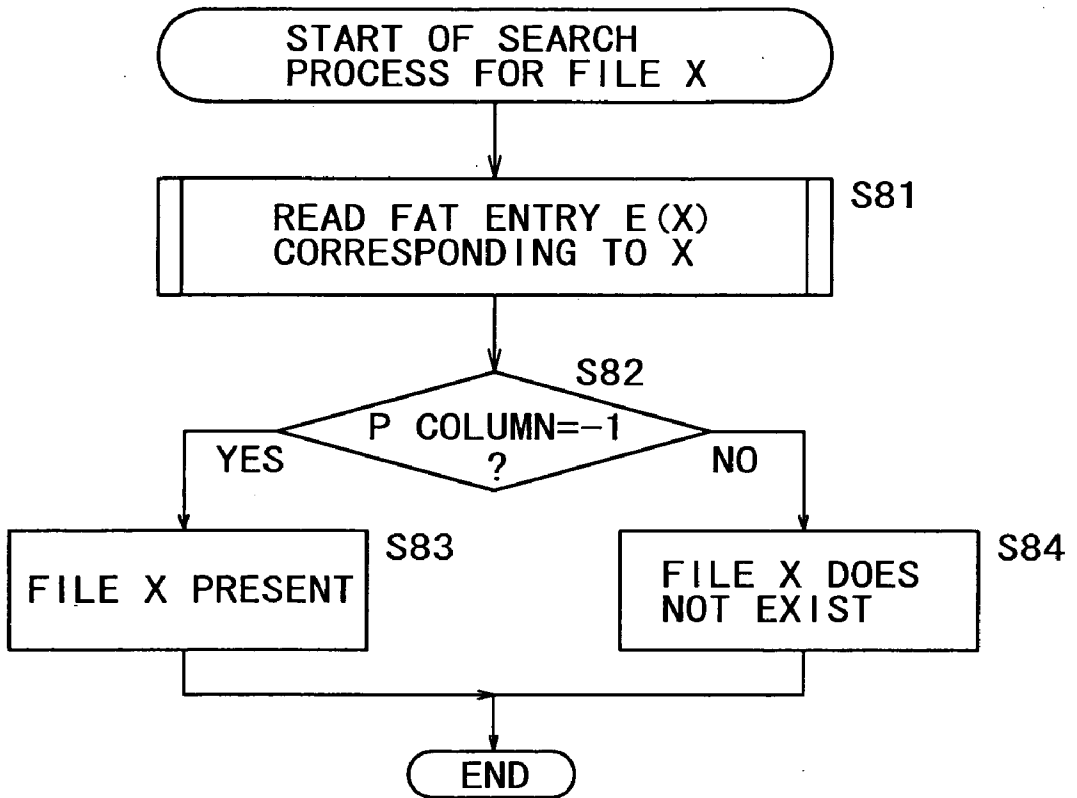 START OF SEARCH
PROCESS FOR FILE X
S81
READ FAT ENTRY E(X)
CORRESPONDING TO X
S82
P COLUMN=-1
?
YES
NO
S83
FILE X PRESENT
S84
FILE X DOES
NOT EXIST
END